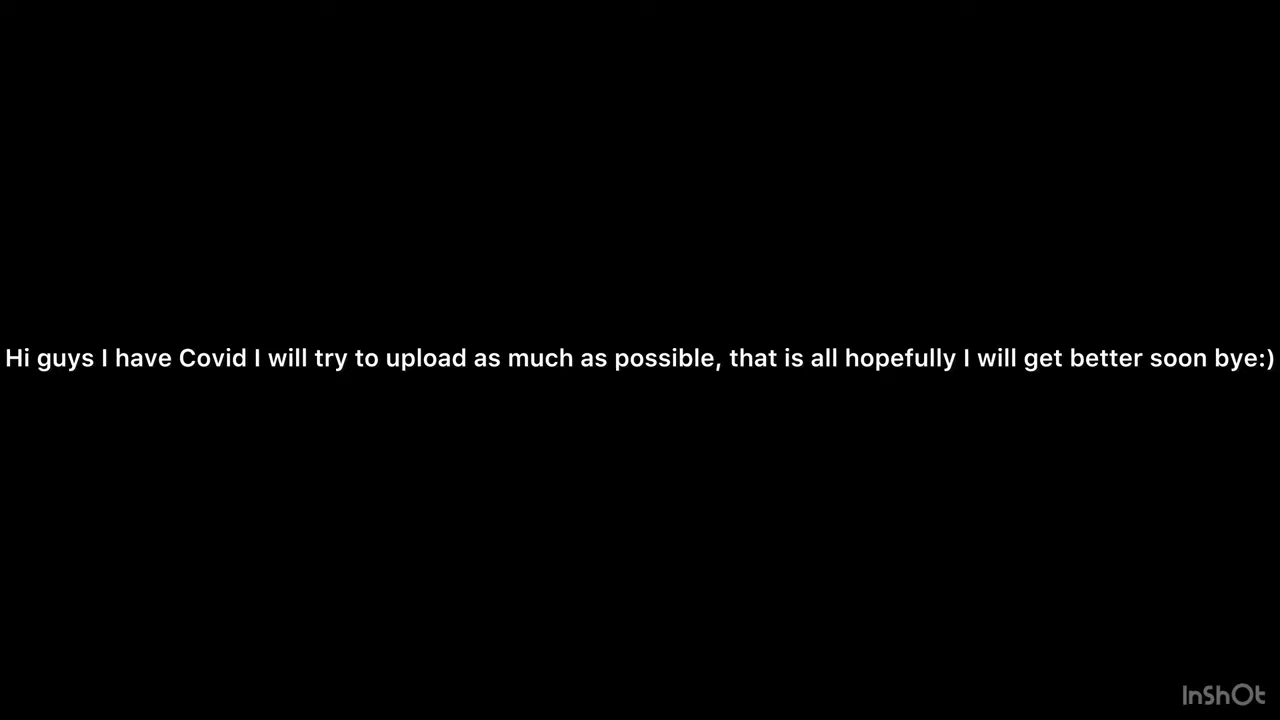 Hi guys I have Covid I will try to upload as much as possible, that is all hopefully I will get better soon bye:)
InShOt